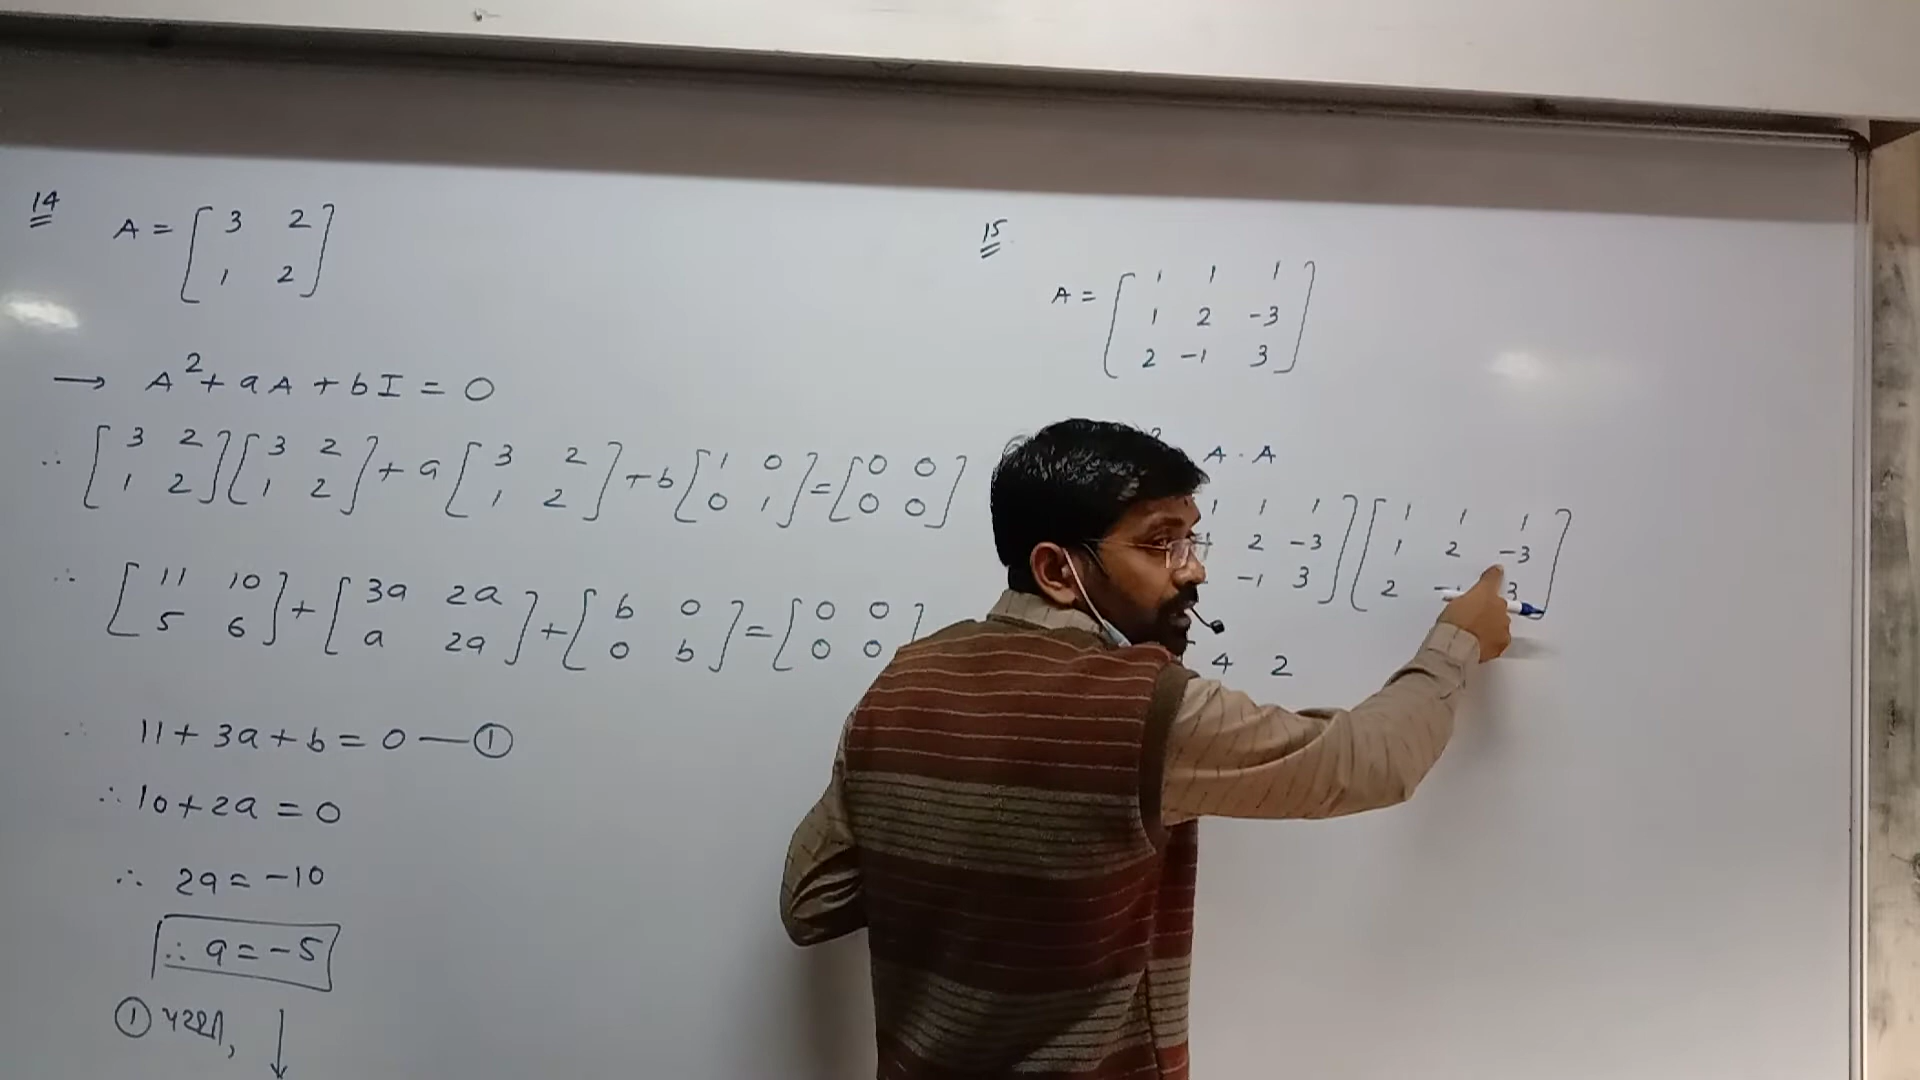 14
A = [ 3 2
1 2 ]
→ A² + aA + bI = 0
∴ [ 3 2
1 2 ] [ 3 2
1 2 ] + a [ 3 2
1 2 ] + b [ 1 0
0 1 ] = [ 0 0
0 0 ]
∴ [ 11 10
5 6 ] + [ 3a 2a
a 2a ] + [ b 0
0 b ] = [ 0 0
0 0 ]
∴ 11 + 3a + b = 0 — ①
∴ 10 + 2a = 0
∴ 2a = -10
∴ a = -5
① પરથી, ↓
15
A = [ 1 1 1
1 2 -3
2 -1 3 ]
2 A · A
1 1 1 ] [ 1 1 1
1 2 -3 1 2 -3
-1 3 2 3 ]
4 2